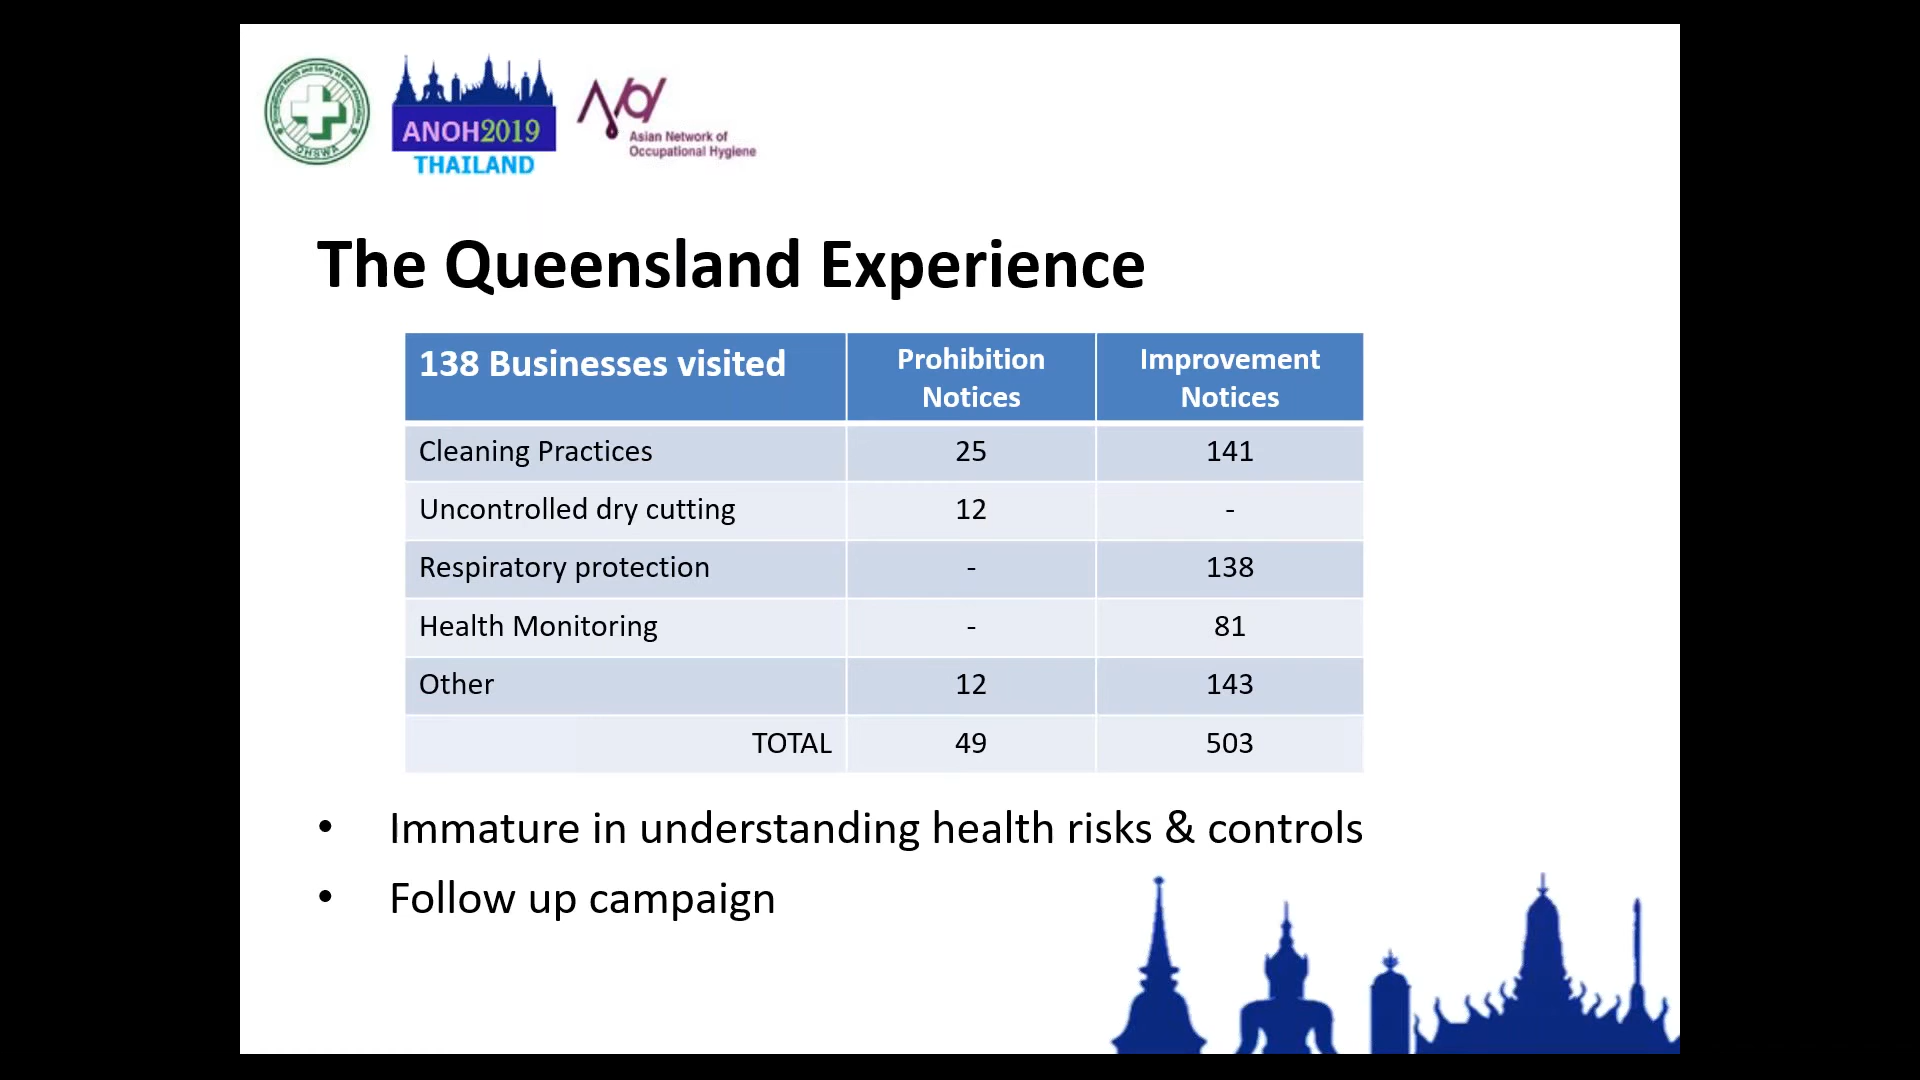 OHSWA
ANOH2019
THAILAND
Asian Network of
Occupational Hygiene
The Queensland Experience
138 Businesses visited Prohibition Notices Improvement Notices
Cleaning Practices 25 141
Uncontrolled dry cutting 12 -
Respiratory protection - 138
Health Monitoring - 81
Other 12 143
TOTAL 49 503
• Immature in understanding health risks & controls
• Follow up campaign